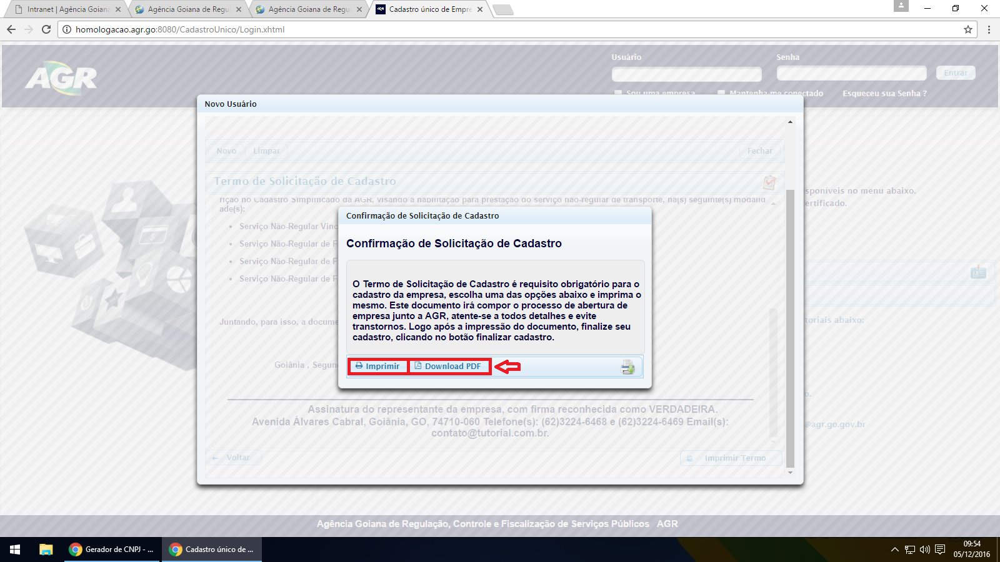 Intranet | Agência Goiana
Agência Goiana de Regul
Agência Goiana de Regul
Cadastro único de Empre
homologacao.agr.go:8080/CadastroUnico/Login.xhtml
AGR
Usuário
Senha
Entrar
Sou uma empresa
Mantenha-me conectado
Esqueceu sua Senha ?
Novo Usuário
Novo
Limpar
Fechar
Termo de Solicitação de Cadastro
sponíveis no menu abaixo.
ertificado.
rição no Cadastro Simplificado da AGR, visando a habilitação para prestação do serviço não-regular de transporte, na(s) seguinte(s) modalid
ade(s):
• Serviço Não-Regular Vinc
• Serviço Não-Regular de F
• Serviço Não-Regular de F
• Serviço Não-Regular de F
Confirmação de Solicitação de Cadastro
Confirmação de Solicitação de Cadastro
O Termo de Solicitação de Cadastro é requisito obrigatório para o
cadastro da empresa, escolha uma das opções abaixo e imprima o
mesmo. Este documento irá compor o processo de abertura de
empresa junto a AGR, atente-se a todos detalhes e evite
transtornos. Logo após a impressão do documento, finalize seu
cadastro, clicando no botão finalizar cadastro.
Imprimir
Download PDF
Juntando, para isso, a docume
toriais abaixo:
Goiânia , Segun
o.
Assinatura do representante da empresa, com firma reconhecida como VERDADEIRA.
Avenida Álvares Cabral, Goiânia, GO, 74710-060 Telefone(s): (62)3224-6468 e (62)3224-6469 Email(s):
contato@tutorial.com.br.
@agr.go.gov.br
Voltar
Imprimir Termo
Agência Goiana de Regulação, Controle e Fiscalização de Serviços Públicos AGR
Gerador de CNPJ - ...
Cadastro único de ...
09:54
05/12/2016